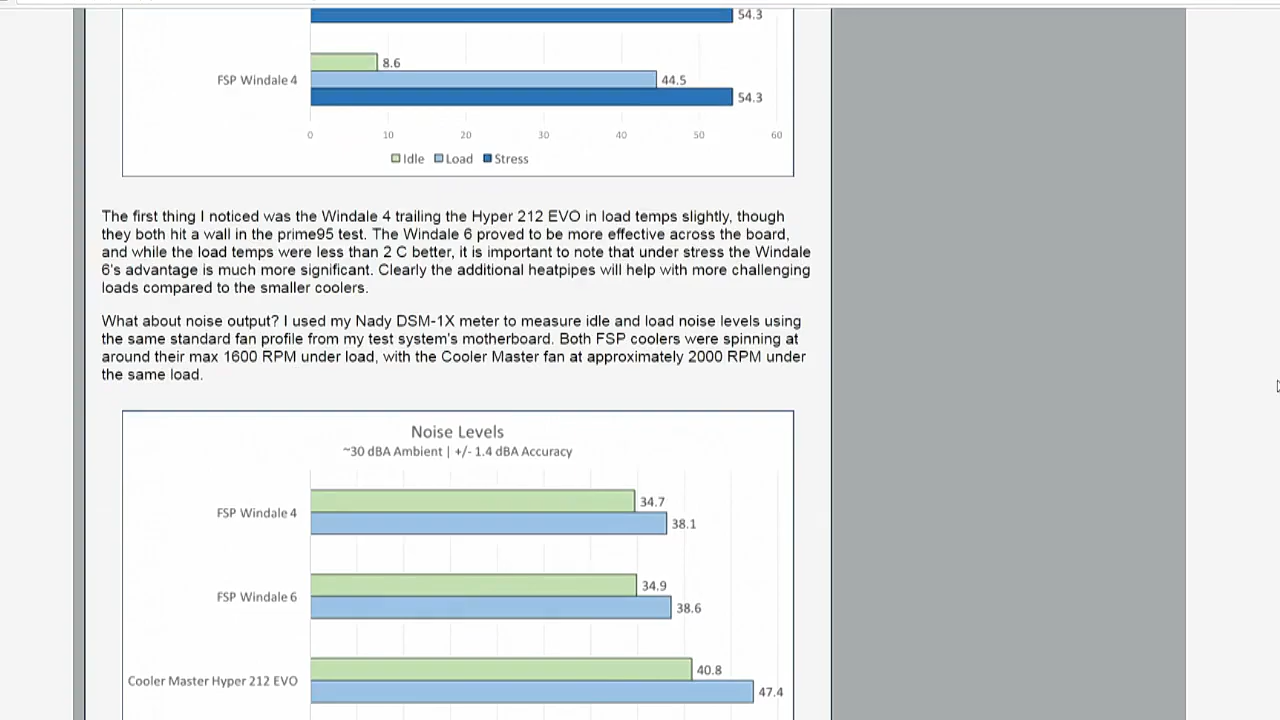 54.3
8.6
FSP Windale 4
44.5
54.3
0 10 20 30 40 50 60
Idle Load Stress
The first thing I noticed was the Windale 4 trailing the Hyper 212 EVO in load temps slightly, though
they both hit a wall in the prime95 test. The Windale 6 proved to be more effective across the board,
and while the load temps were less than 2 C better, it is important to note that under stress the Windale
6's advantage is much more significant. Clearly the additional heatpipes will help with more challenging
loads compared to the smaller coolers.
What about noise output? I used my Nady DSM-1X meter to measure idle and load noise levels using
the same standard fan profile from my test system's motherboard. Both FSP coolers were spinning at
around their max 1600 RPM under load, with the Cooler Master fan at approximately 2000 RPM under
the same load.
Noise Levels
~30 dBA Ambient | +/- 1.4 dBA Accuracy
34.7
FSP Windale 4
38.1
34.9
FSP Windale 6
38.6
40.8
Cooler Master Hyper 212 EVO
47.4